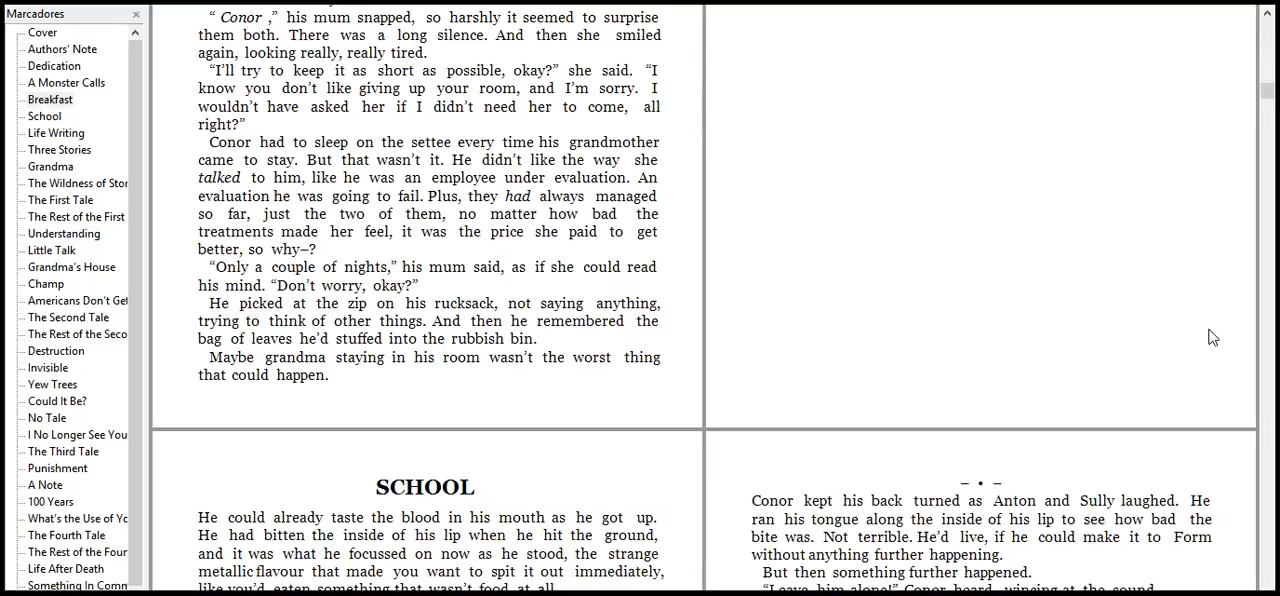 Marcadores
Cover
Authors' Note
Dedication
A Monster Calls
Breakfast
School
Life Writing
Three Stories
Grandma
The Wildness of Stor
The First Tale
The Rest of the First
Understanding
Little Talk
Grandma's House
Champ
Americans Don't Get
The Second Tale
The Rest of the Seco
Destruction
Invisible
Yew Trees
Could It Be?
No Tale
I No Longer See You
The Third Tale
Punishment
A Note
100 Years
What's the Use of Yo
The Fourth Tale
The Rest of the Four
Life After Death
Something In Comm
“ Conor ,” his mum snapped, so harshly it seemed to surprise
them both. There was a long silence. And then she smiled
again, looking really, really tired.
“I’ll try to keep it as short as possible, okay?” she said. “I
know you don’t like giving up your room, and I’m sorry. I
wouldn’t have asked her if I didn’t need her to come, all
right?”
Conor had to sleep on the settee every time his grandmother
came to stay. But that wasn’t it. He didn’t like the way she
talked to him, like he was an employee under evaluation. An
evaluation he was going to fail. Plus, they had always managed
so far, just the two of them, no matter how bad the
treatments made her feel, it was the price she paid to get
better, so why–?
“Only a couple of nights,” his mum said, as if she could read
his mind. “Don’t worry, okay?”
He picked at the zip on his rucksack, not saying anything,
trying to think of other things. And then he remembered the
bag of leaves he’d stuffed into the rubbish bin.
Maybe grandma staying in his room wasn’t the worst thing
that could happen.
SCHOOL
He could already taste the blood in his mouth as he got up.
He had bitten the inside of his lip when he hit the ground,
and it was what he focussed on now as he stood, the strange
metallic flavour that made you want to spit it out immediately,
like you’d eaten something that wasn’t food at all.
– • –
Conor kept his back turned as Anton and Sully laughed. He
ran his tongue along the inside of his lip to see how bad the
bite was. Not terrible. He’d live, if he could make it to Form
without anything further happening.
But then something further happened.
“Leave him alone!” Conor heard, wincing at the sound.